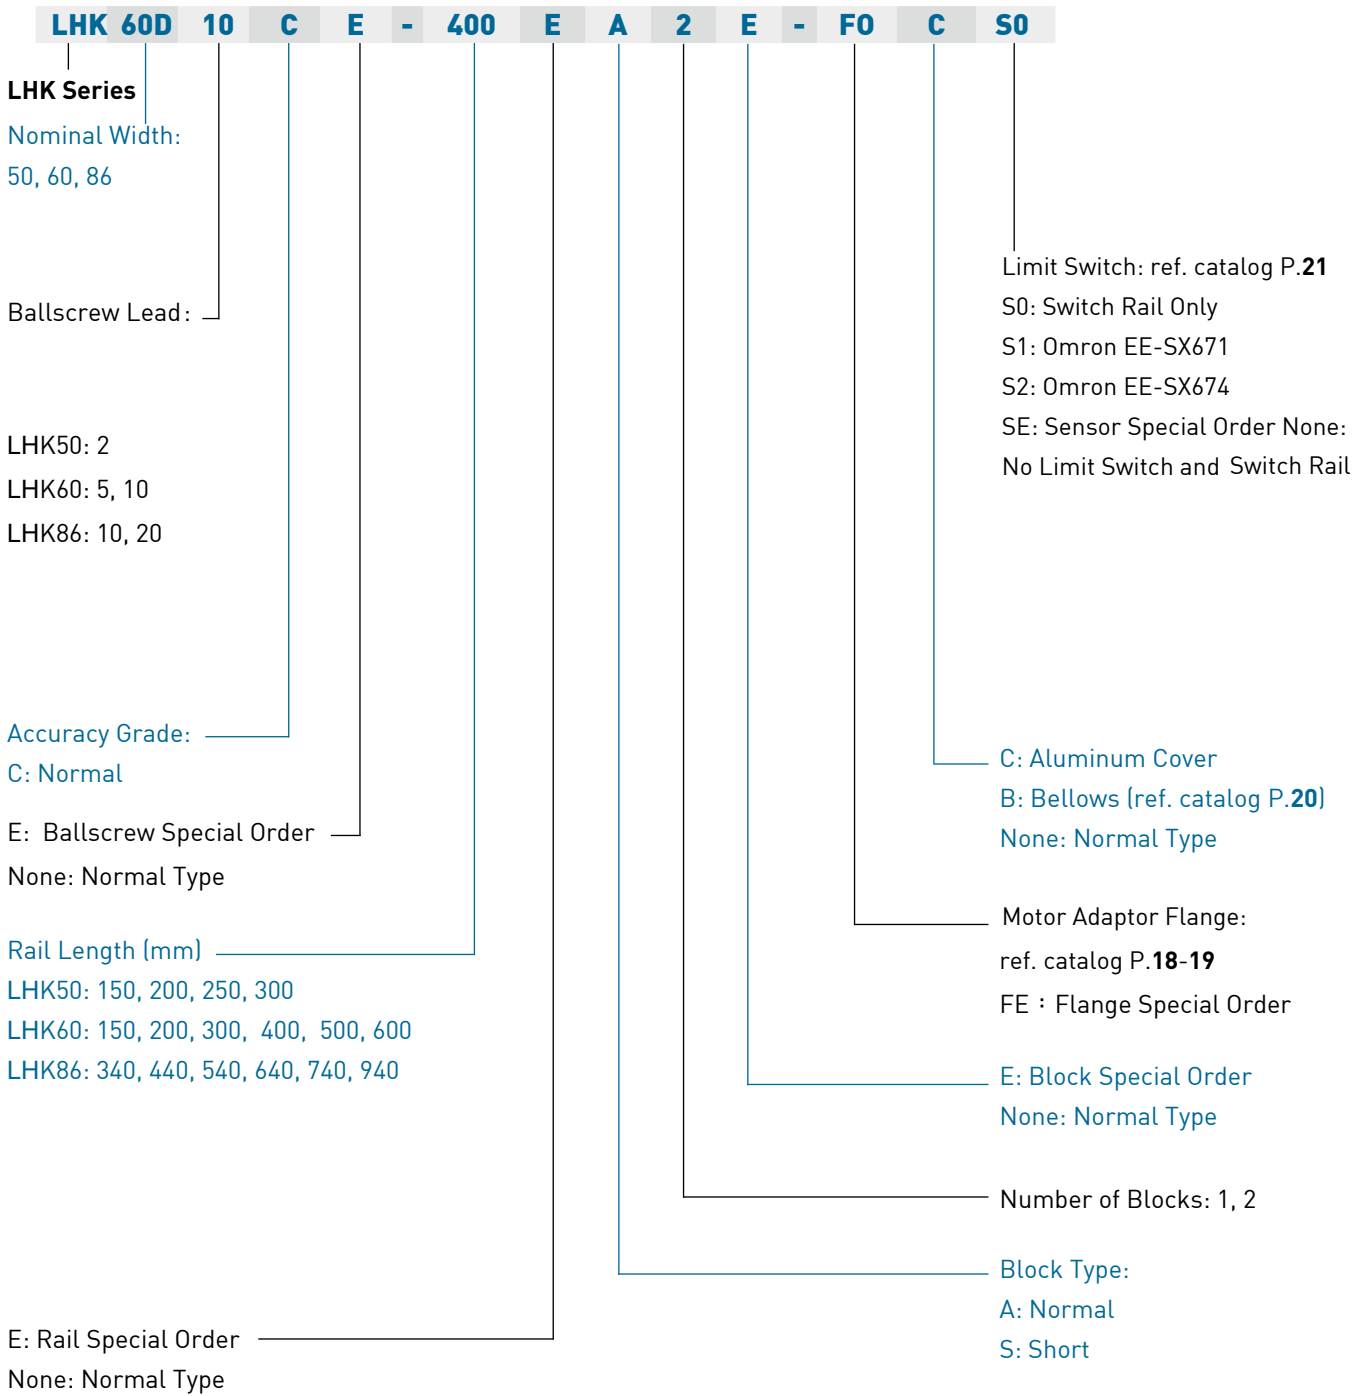 LHK 60D 10 C E - 400 E A 2 E - F0 C S0
LHK Series
Nominal Width:
50, 60, 86
Ballscrew Lead:
LHK50: 2
LHK60: 5, 10
LHK86: 10, 20
Accuracy Grade:
C: Normal
E: Ballscrew Special Order
None: Normal Type
Rail Length (mm)
LHK50: 150, 200, 250, 300
LHK60: 150, 200, 300, 400, 500, 600
LHK86: 340, 440, 540, 640, 740, 940
E: Rail Special Order
None: Normal Type
Limit Switch: ref. catalog P.21
S0: Switch Rail Only
S1: Omron EE-SX671
S2: Omron EE-SX674
SE: Sensor Special Order None:
No Limit Switch and Switch Rail
C: Aluminum Cover
B: Bellows (ref. catalog P.20)
None: Normal Type
Motor Adaptor Flange:
ref. catalog P.18-19
FE：Flange Special Order
E: Block Special Order
None: Normal Type
Number of Blocks: 1, 2
Block Type:
A: Normal
S: Short